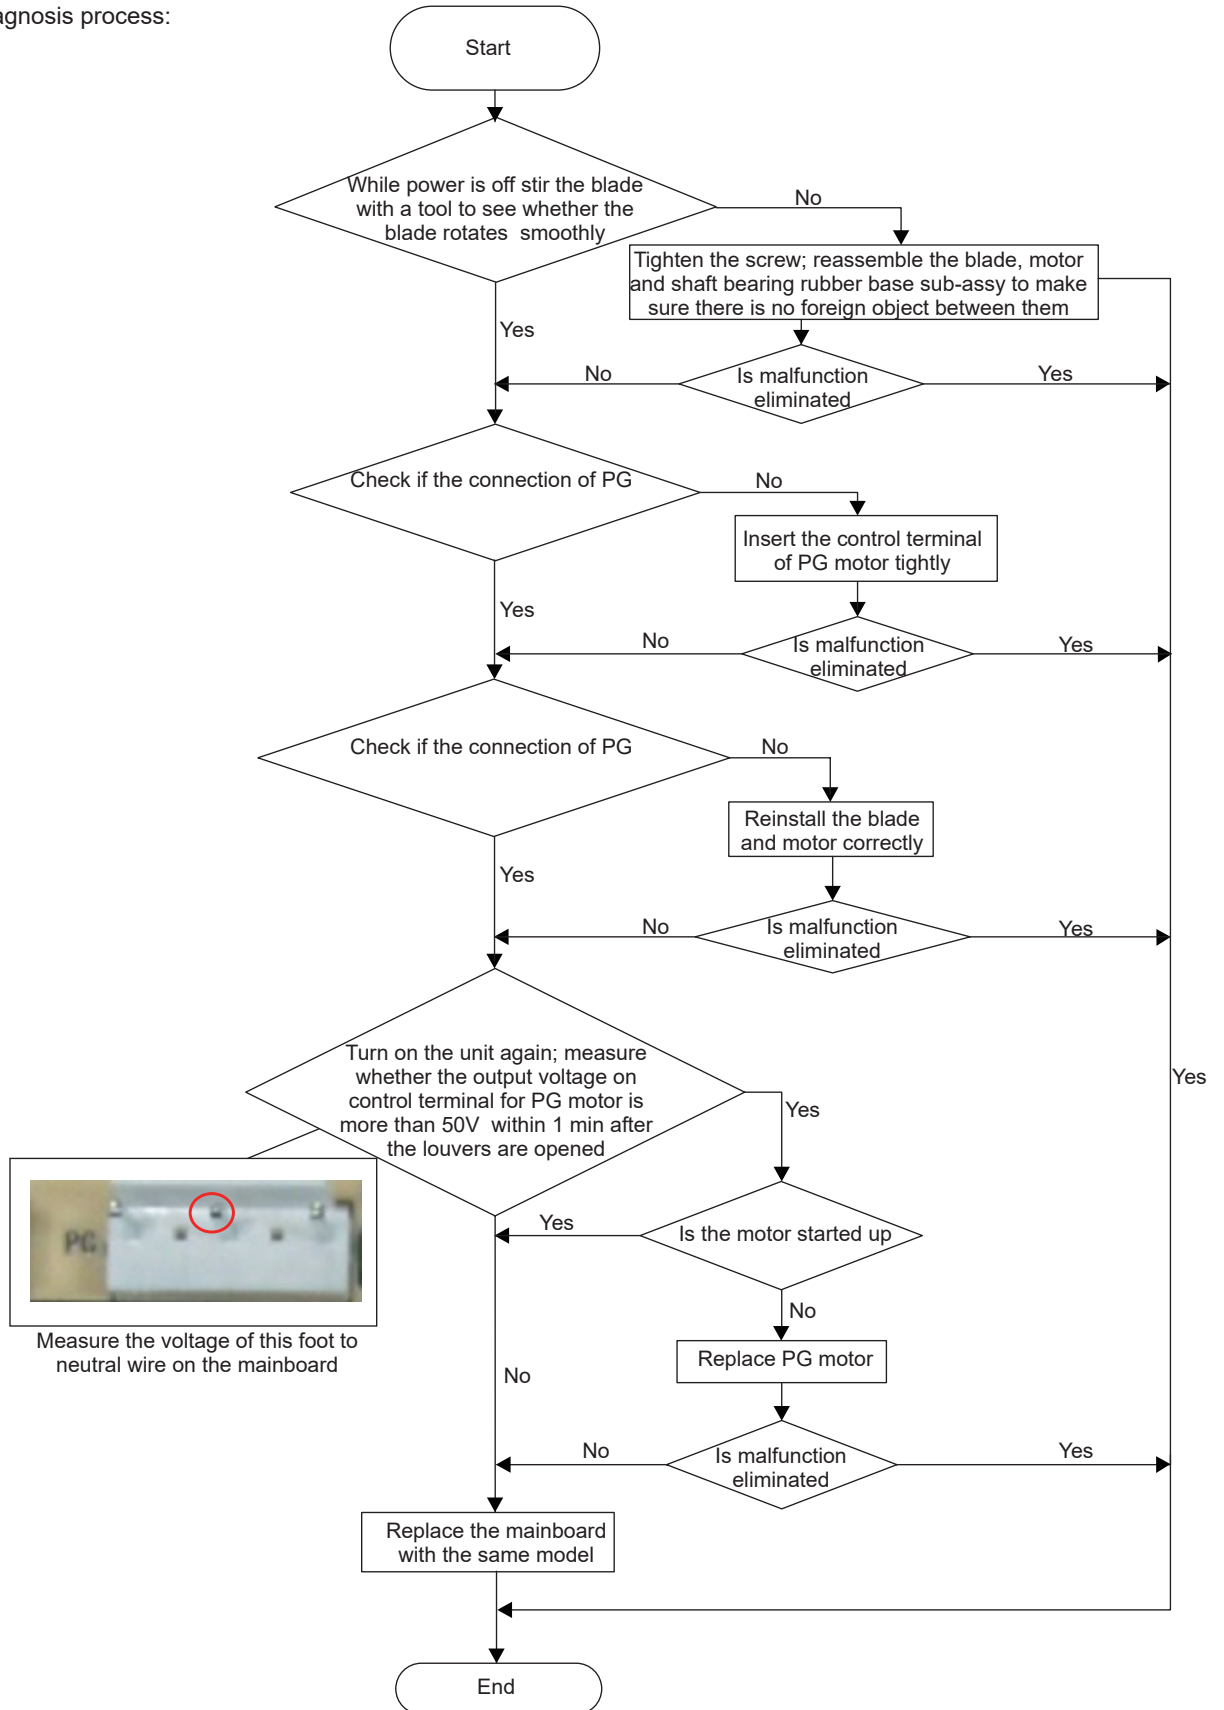 agnosis process:
Start
While power is off stir the blade
with a tool to see whether the
blade rotates smoothly
No
Tighten the screw; reassemble the blade, motor
and shaft bearing rubber base sub-assy to make
sure there is no foreign object between them
Yes
No
Is malfunction
eliminated
Yes
Check if the connection of PG
No
Insert the control terminal
of PG motor tightly
Yes
No
Is malfunction
eliminated
Yes
Check if the connection of PG
No
Reinstall the blade
and motor correctly
Yes
No
Is malfunction
eliminated
Yes
Turn on the unit again; measure
whether the output voltage on
control terminal for PG motor is
more than 50V within 1 min after
the louvers are opened
Yes
Yes
PG
Yes
Is the motor started up
No
Measure the voltage of this foot to
neutral wire on the mainboard
Replace PG motor
No
No
Is malfunction
eliminated
Yes
Replace the mainboard
with the same model
End